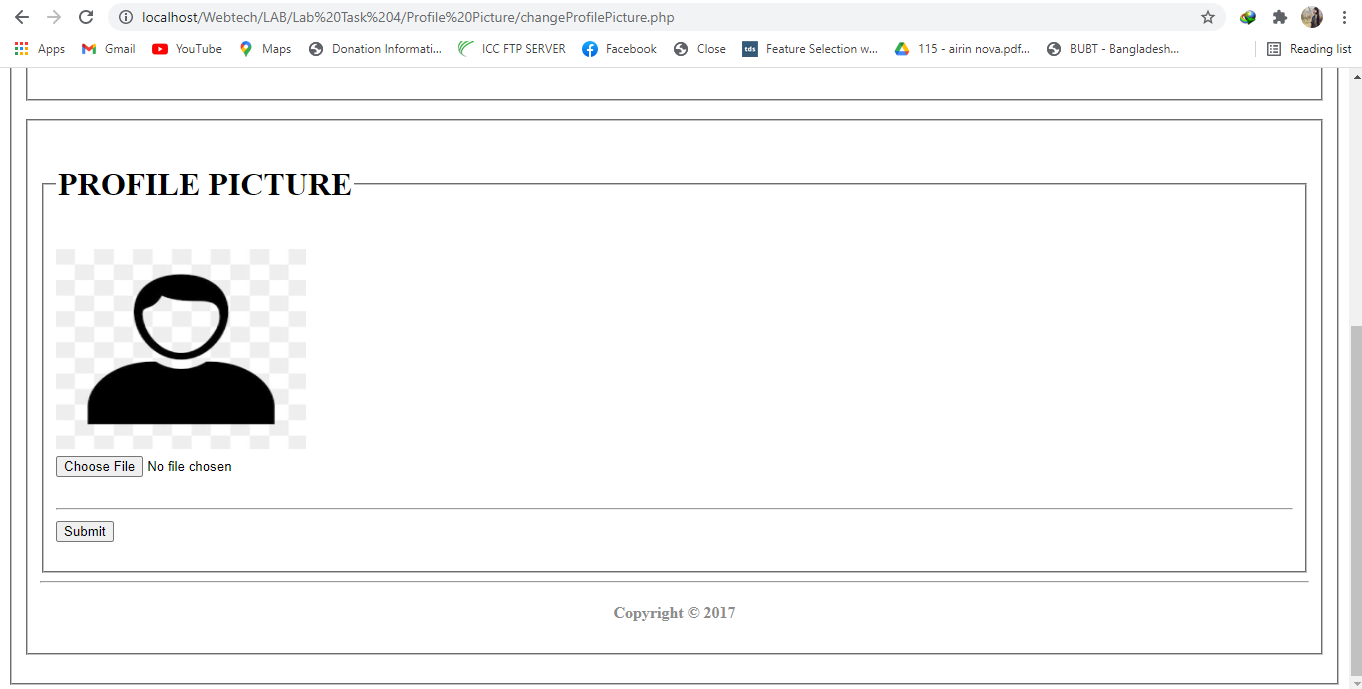 localhost/Webtech/LAB/Lab%20Task%204/Profile%20Picture/changeProfilePicture.php
Apps Gmail YouTube Maps Donation Informati... ICC FTP SERVER Facebook Close tds Feature Selection w... 115 - airin nova.pdf... BUBT - Bangladesh... Reading list
PROFILE PICTURE
Choose File No file chosen
Submit
Copyright © 2017